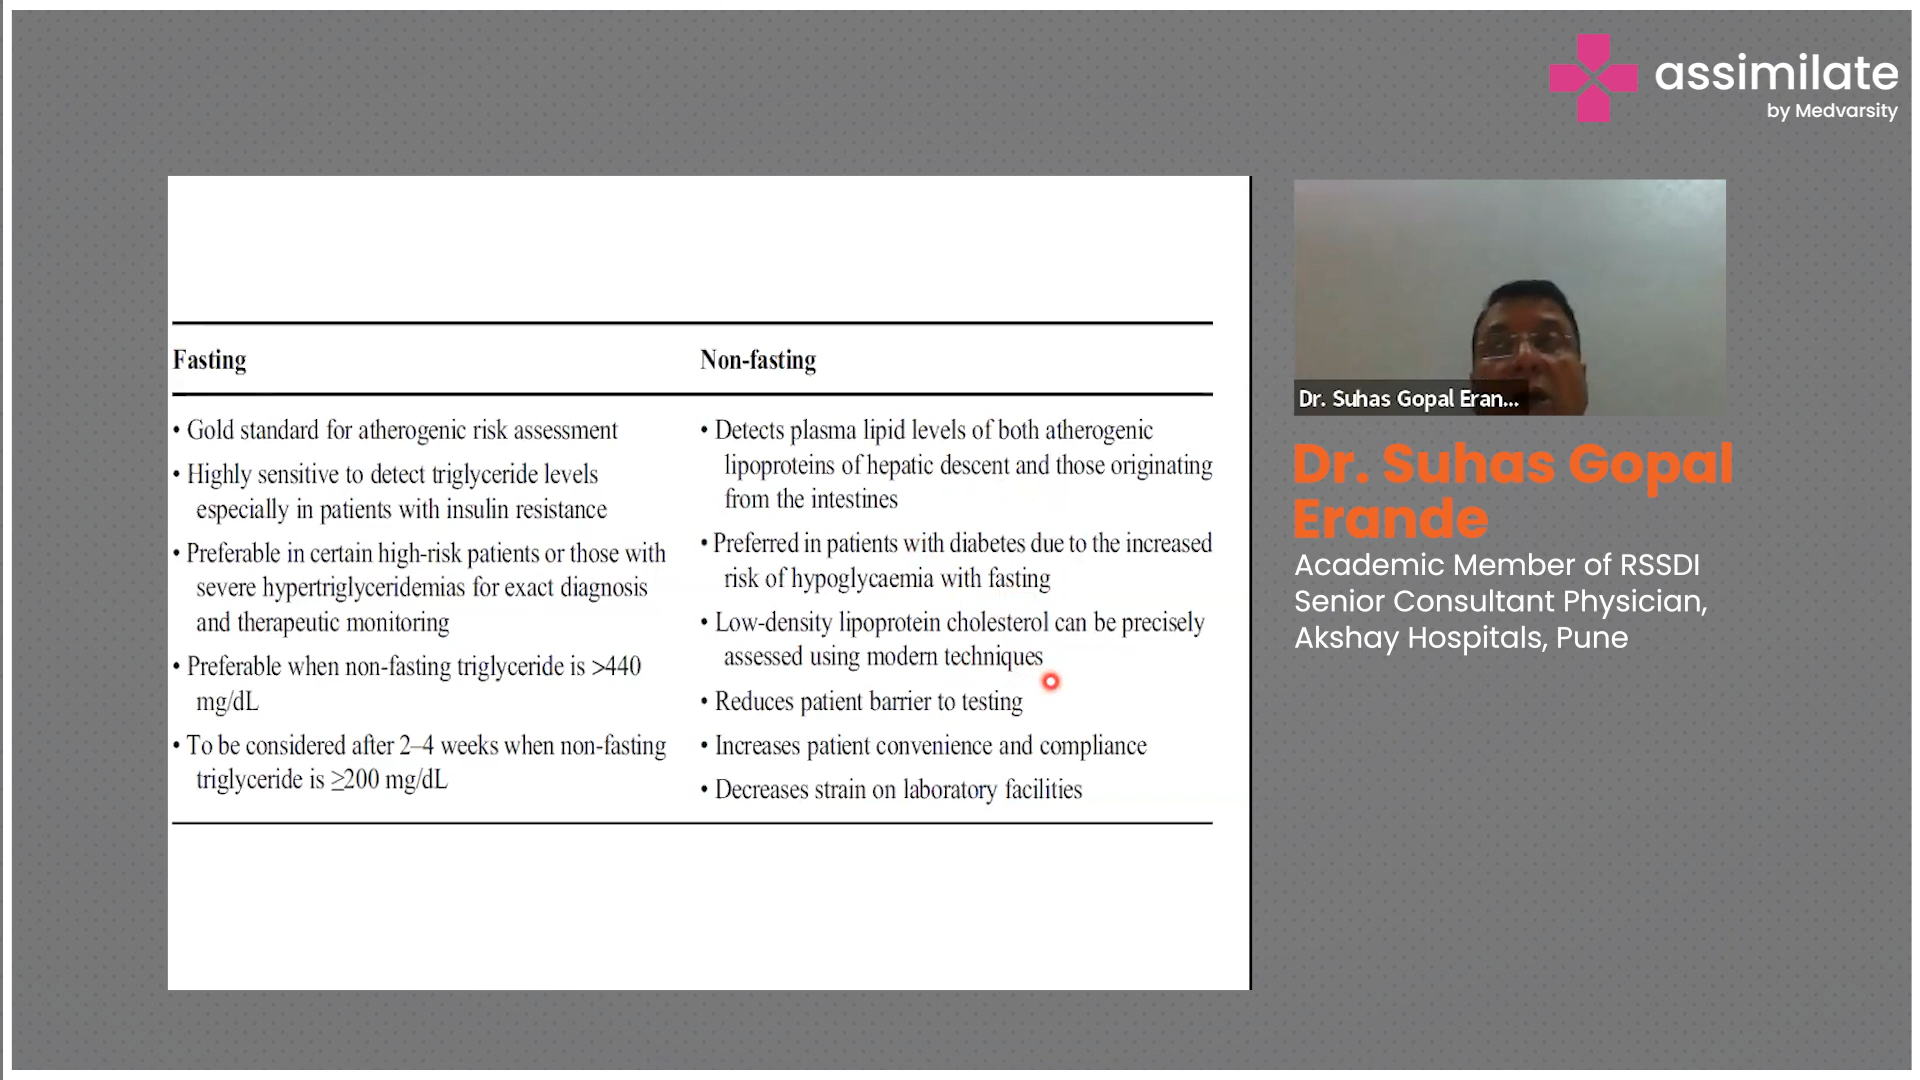 assimilate
by Medvarsity
Fasting
• Gold standard for atherogenic risk assessment
• Highly sensitive to detect triglyceride levels
especially in patients with insulin resistance
• Preferable in certain high-risk patients or those with
severe hypertriglyceridemias for exact diagnosis
and therapeutic monitoring
• Preferable when non-fasting triglyceride is >440
mg/dL
• To be considered after 2–4 weeks when non-fasting
triglyceride is ≥200 mg/dL
Non-fasting
• Detects plasma lipid levels of both atherogenic
lipoproteins of hepatic descent and those originating
from the intestines
• Preferred in patients with diabetes due to the increased
risk of hypoglycaemia with fasting
• Low-density lipoprotein cholesterol can be precisely
assessed using modern techniques
• Reduces patient barrier to testing
• Increases patient convenience and compliance
• Decreases strain on laboratory facilities
Dr. Suhas Gopal Eran...
Dr. Suhas Gopal
Erande
Academic Member of RSSDI
Senior Consultant Physician,
Akshay Hospitals, Pune